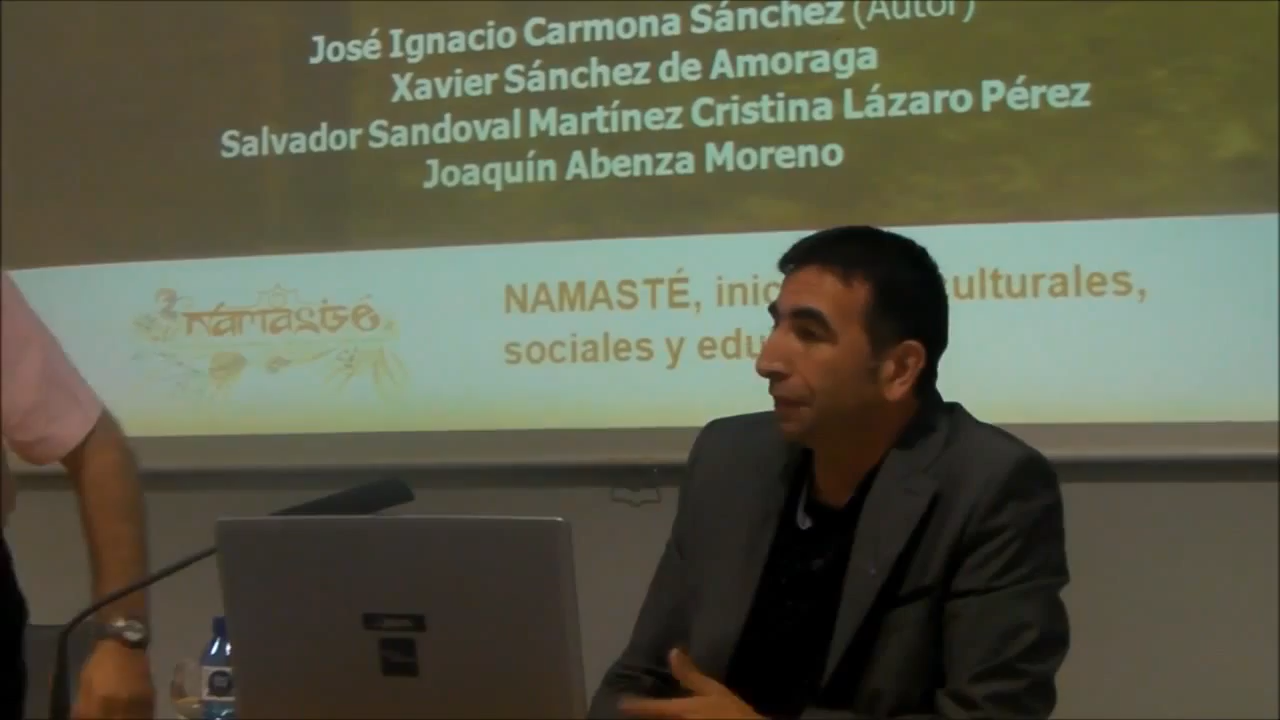 José Ignacio Carmona Sánchez (Autor)
Xavier Sánchez de Amoraga
Salvador Sandoval Martínez Cristina Lázaro Pérez
Joaquín Abenza Moreno
namasté
NAMASTÉ, inic ulturales,
sociales y edu